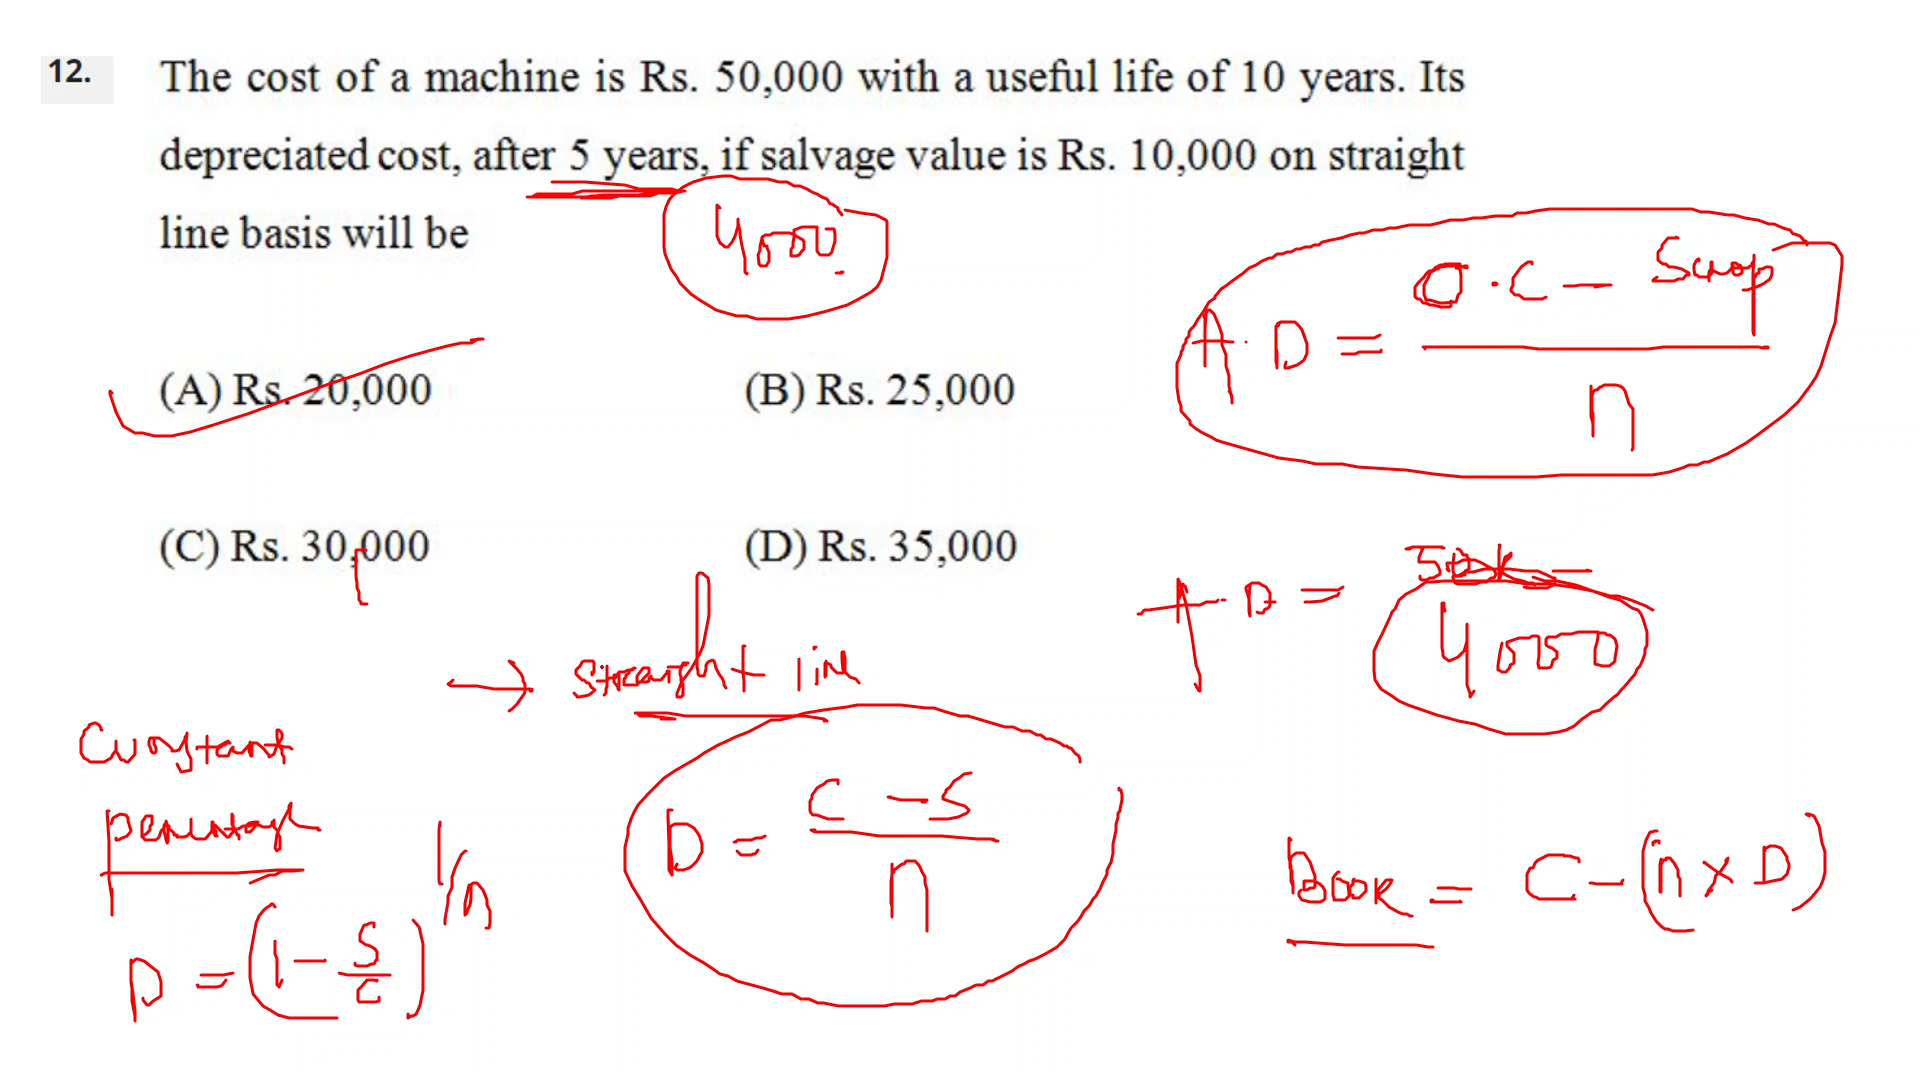 12. The cost of a machine is Rs. 50,000 with a useful life of 10 years. Its
depreciated cost, after 5 years, if salvage value is Rs. 10,000 on straight
line basis will be
4000
A.D = O.C - Scrap
n
(A) Rs. 20,000 (B) Rs. 25,000
(C) Rs. 30,000 (D) Rs. 35,000
A.D = 50k -
4000
→ Straight line
Constant
percentage
D = C - S
n
D = (1 - S/C)^1/n
Book = C - (n × D)